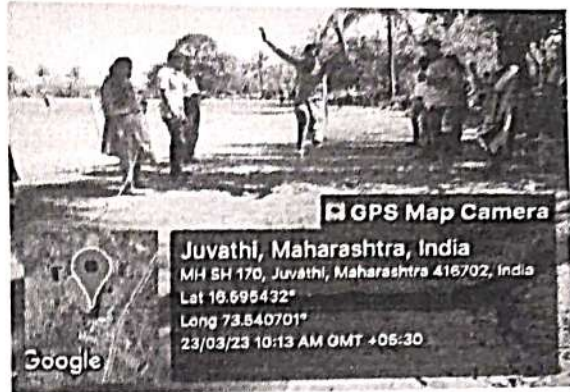 GPS Map Camera
Juvathi, Maharashtra, India
MH SH 170, Juvathi, Maharashtra 416702, India
Lat 16.595432°
Long 73.540701°
23/03/23 10:13 AM GMT +05:30
Google